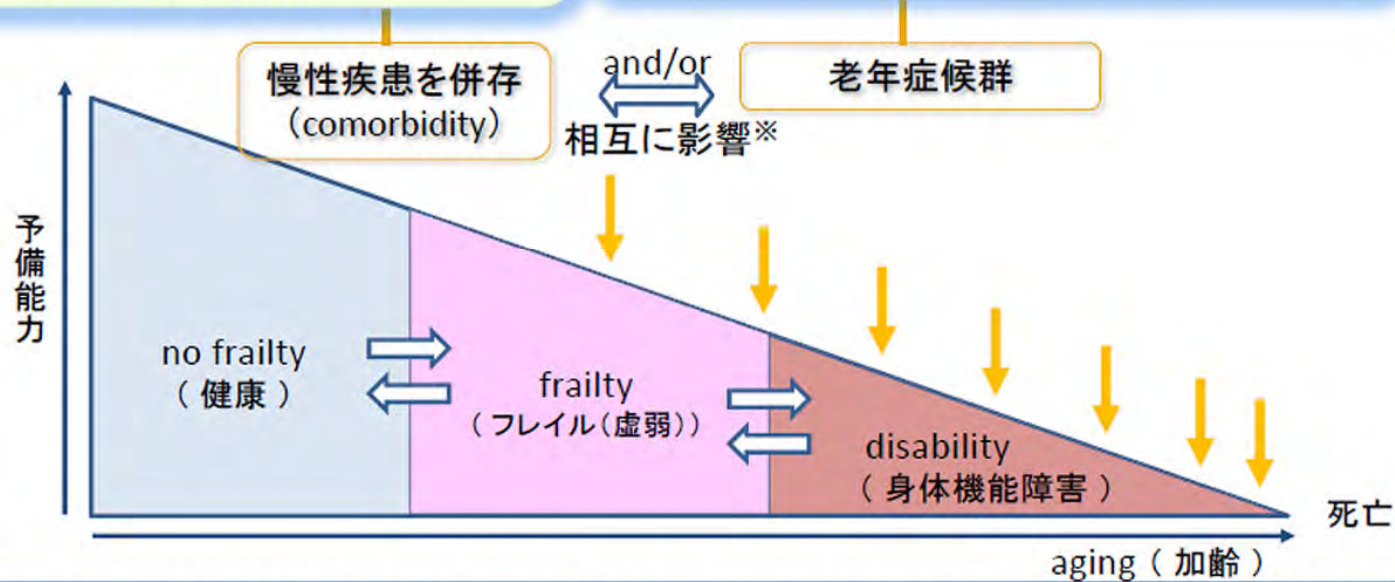 慢性疾患を併存
（comorbidity）
and/or
相互に影響※
老年症候群
予備能力
no frailty
（ 健康 ）
frailty
（ フレイル（虚弱））
disability
（ 身体機能障害 ）
死亡
aging（ 加齢 ）